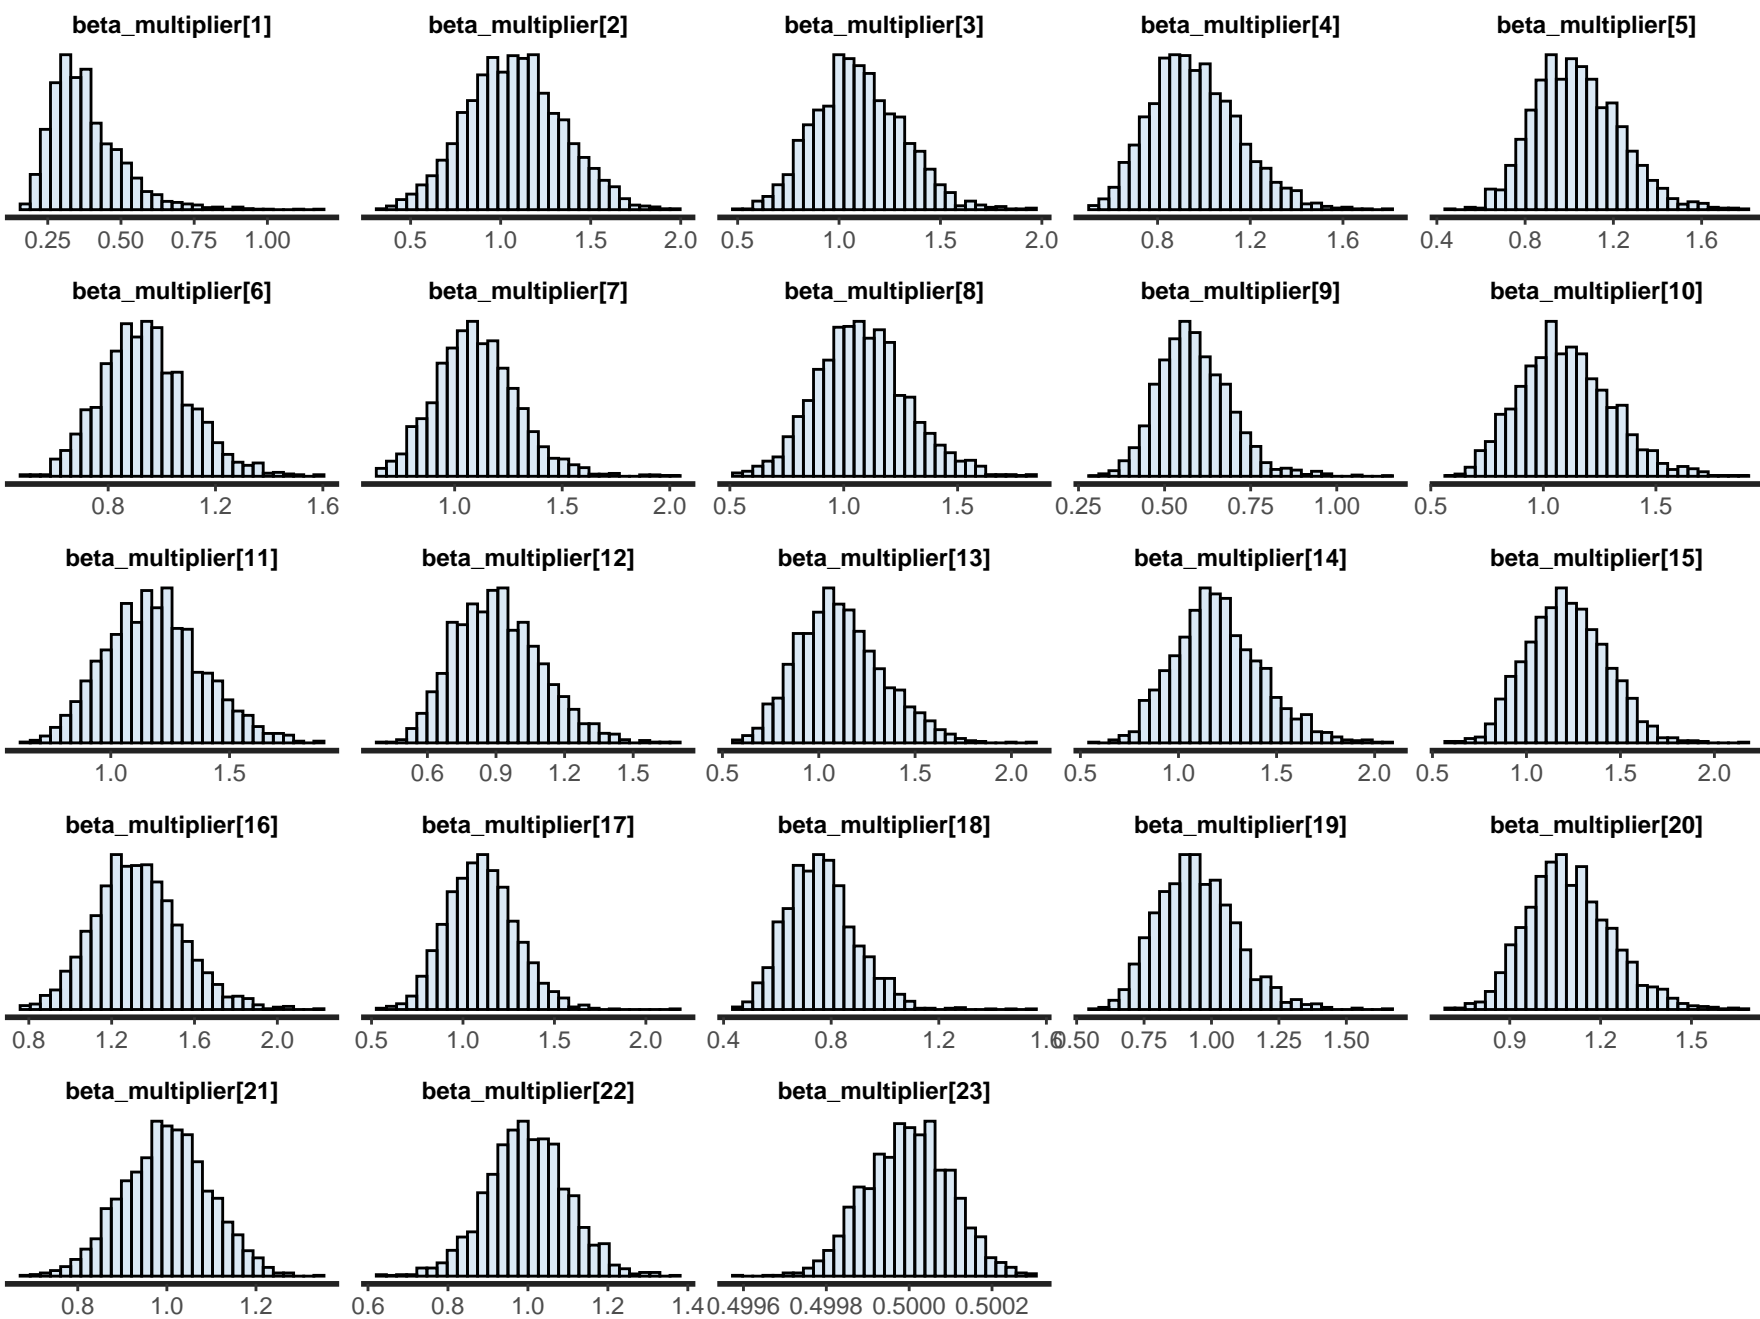 beta_multiplier[1] beta_multiplier[2] beta_multiplier[3] beta_multiplier[4] beta_multiplier[5]
0.25 0.50 0.75 1.00 0.5 1.0 1.5 2.0 0.5 1.0 1.5 2.0 0.8 1.2 1.6 0.4 0.8 1.2 1.6
beta_multiplier[6] beta_multiplier[7] beta_multiplier[8] beta_multiplier[9] beta_multiplier[10]
0.8 1.2 1.6 1.0 1.5 2.0 0.5 1.0 1.5 0.25 0.50 0.75 1.00 0.5 1.0 1.5
beta_multiplier[11] beta_multiplier[12] beta_multiplier[13] beta_multiplier[14] beta_multiplier[15]
1.0 1.5 0.6 0.9 1.2 1.5 0.5 1.0 1.5 2.0 0.5 1.0 1.5 2.0 0.5 1.0 1.5 2.0
beta_multiplier[16] beta_multiplier[17] beta_multiplier[18] beta_multiplier[19] beta_multiplier[20]
0.8 1.2 1.6 2.0 0.5 1.0 1.5 2.0 0.4 0.8 1.2 1.6 0.50 0.75 1.00 1.25 1.50 0.9 1.2 1.5
beta_multiplier[21] beta_multiplier[22] beta_multiplier[23]
0.8 1.0 1.2 0.6 0.8 1.0 1.2 1.4 0.4996 0.4998 0.5000 0.5002